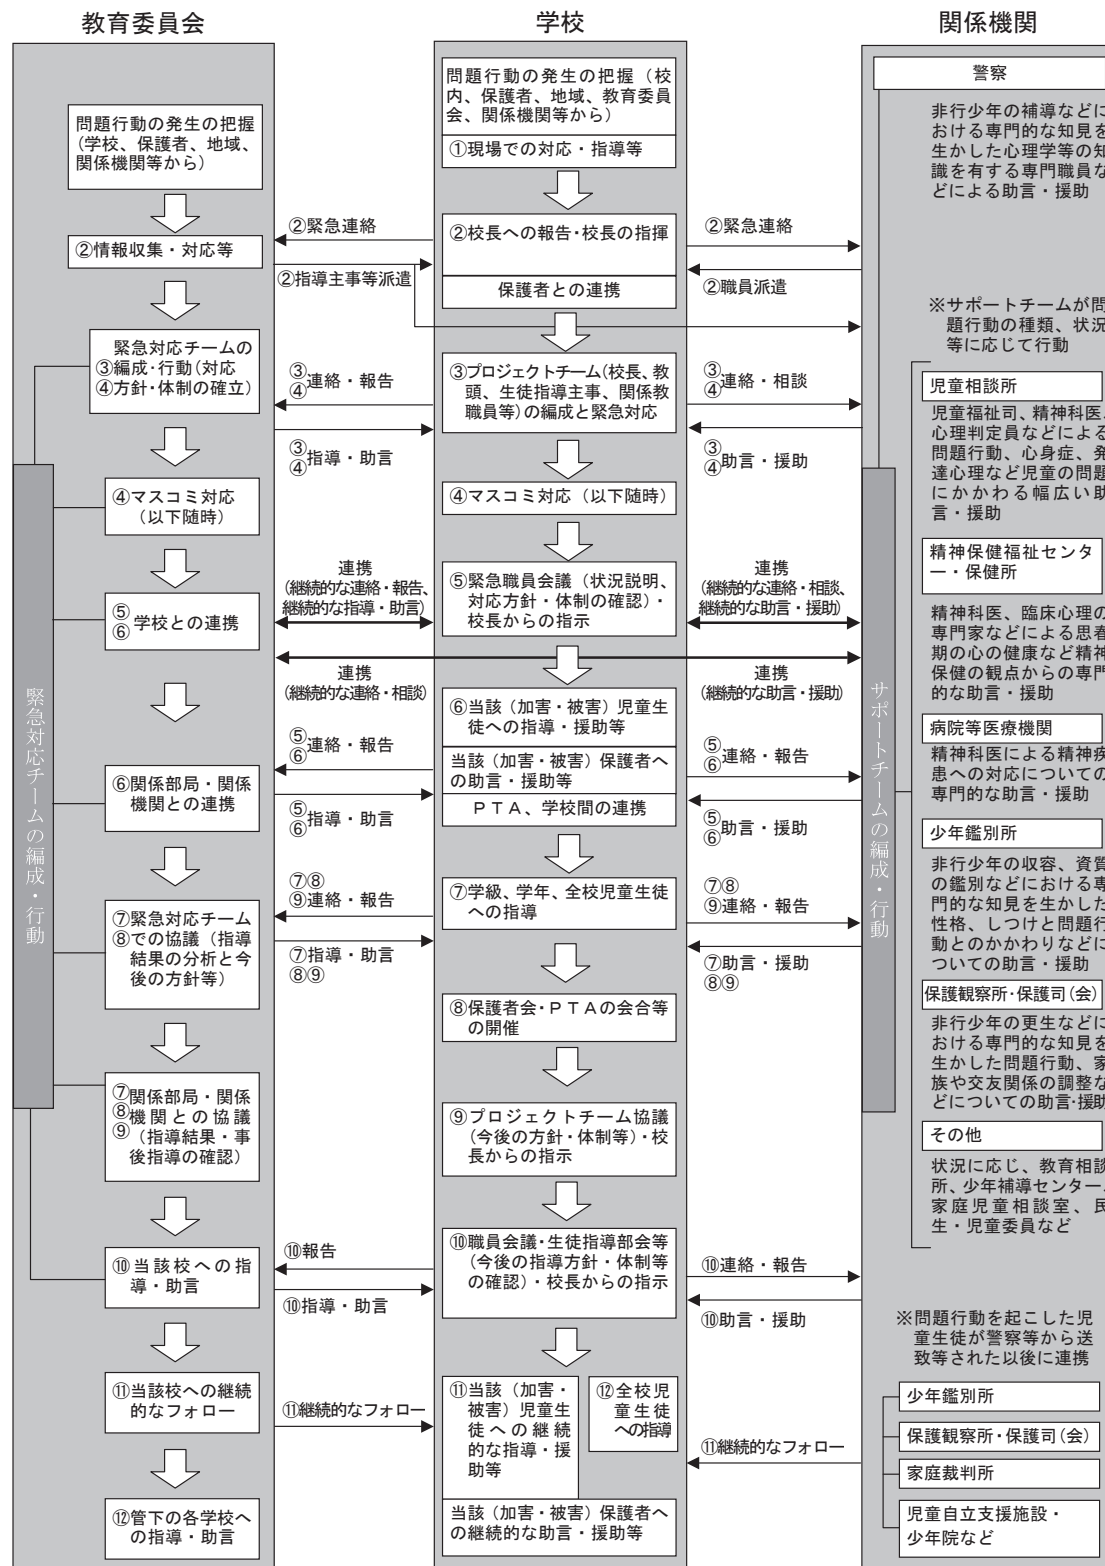 教育委員会
学校
関係機関
問題行動の発生の把握
(学校、保護者、地域、
関係機関等から)
②情報収集・対応等
緊急対応チームの
③編成・行動(対応
④方針・体制の確立)
④マスコミ対応
(以下随時)
⑤
⑥学校との連携
⑥関係部局・関係
機関との連携
⑦緊急対応チーム
⑧での協議(指導
結果の分析と今
後の方針等)
⑦関係部局・関係
⑧機関との協議
⑨(指導結果・事
後指導の確認)
⑩当該校への指
導・助言
⑪当該校への継続
的なフォロー
⑫管下の各学校へ
の指導・助言
緊急対応チームの編成・行動
②緊急連絡
②指導主事等派遣
③
④連絡・報告
③
④指導・助言
連携
(継続的な連絡・報告、
継続的な指導・助言)
連携
(継続的な連絡・相談)
⑤
⑥連絡・報告
⑤
⑥指導・助言
⑦⑧
⑨連絡・報告
⑦指導・助言
⑧⑨
⑩報告
⑩指導・助言
⑪継続的なフォロー
問題行動の発生の把握(校
内、保護者、地域、教育委員
会、関係機関等から)
①現場での対応・指導等
②校長への報告・校長の指揮
保護者との連携
③プロジェクトチーム(校長、教
頭、生徒指導主事、関係教
職員等)の編成と緊急対応
④マスコミ対応(以下随時)
⑤緊急職員会議(状況説明、
対応方針・体制の確認)・
校長からの指示
⑥当該(加害・被害)児童生
徒への指導・援助等
当該(加害・被害)保護者へ
の助言・援助等
PTA、学校間の連携
⑦学級、学年、全校児童生徒
への指導
⑧保護者会・PTAの会合等
の開催
⑨プロジェクトチーム協議
(今後の方針・体制等)・校
長からの指示
⑩職員会議・生徒指導部会等
(今後の指導方針・体制等
の確認)・校長からの指示
⑪当該(加害・
被害)児童生
徒への継続
的な指導・援
助等
⑫全校児
童生徒
への指導
当該(加害・被害)保護者へ
の継続的な助言・援助等
②緊急連絡
②職員派遣
③
④連絡・相談
③
④助言・援助
連携
(継続的な連絡・相談、
継続的な助言・援助)
連携
(継続的な助言・援助)
⑤
⑥連絡・報告
⑤
⑥助言・援助
⑦⑧
⑨連絡・報告
⑦助言・援助
⑧⑨
⑩連絡・報告
⑩助言・援助
⑪継続的なフォロー
サポートチームの編成・行動
警察
非行少年の補導などに
おける専門的な知見を
生かした心理学等の知
識を有する専門職員な
どによる助言・援助
※サポートチームが問
題行動の種類、状況
等に応じて行動
児童相談所
児童福祉司、精神科医、
心理判定員などによる
問題行動、心身症、発
達心理など児童の問題
にかかわる幅広い助
言・援助
精神保健福祉センタ
ー・保健所
精神科医、臨床心理の
専門家などによる思春
期の心の健康など精神
保健の観点からの専門
的な助言・援助
病院等医療機関
精神科医による精神疾
患への対応についての
専門的な助言・援助
少年鑑別所
非行少年の収容、資質
の鑑別などにおける専
門的な知見を生かした
性格、しつけと問題行
動とのかかわりなどに
ついての助言・援助
保護観察所・保護司(会)
非行少年の更生などに
おける専門的な知見を
生かした問題行動、家
族や交友関係の調整な
どについての助言・援助
その他
状況に応じ、教育相談
所、少年補導センター、
家庭児童相談室、民
生・児童委員など
※問題行動を起こした児
童生徒が警察等から送
致等された以後に連携
少年鑑別所
保護観察所・保護司(会)
家庭裁判所
児童自立支援施設・
少年院など